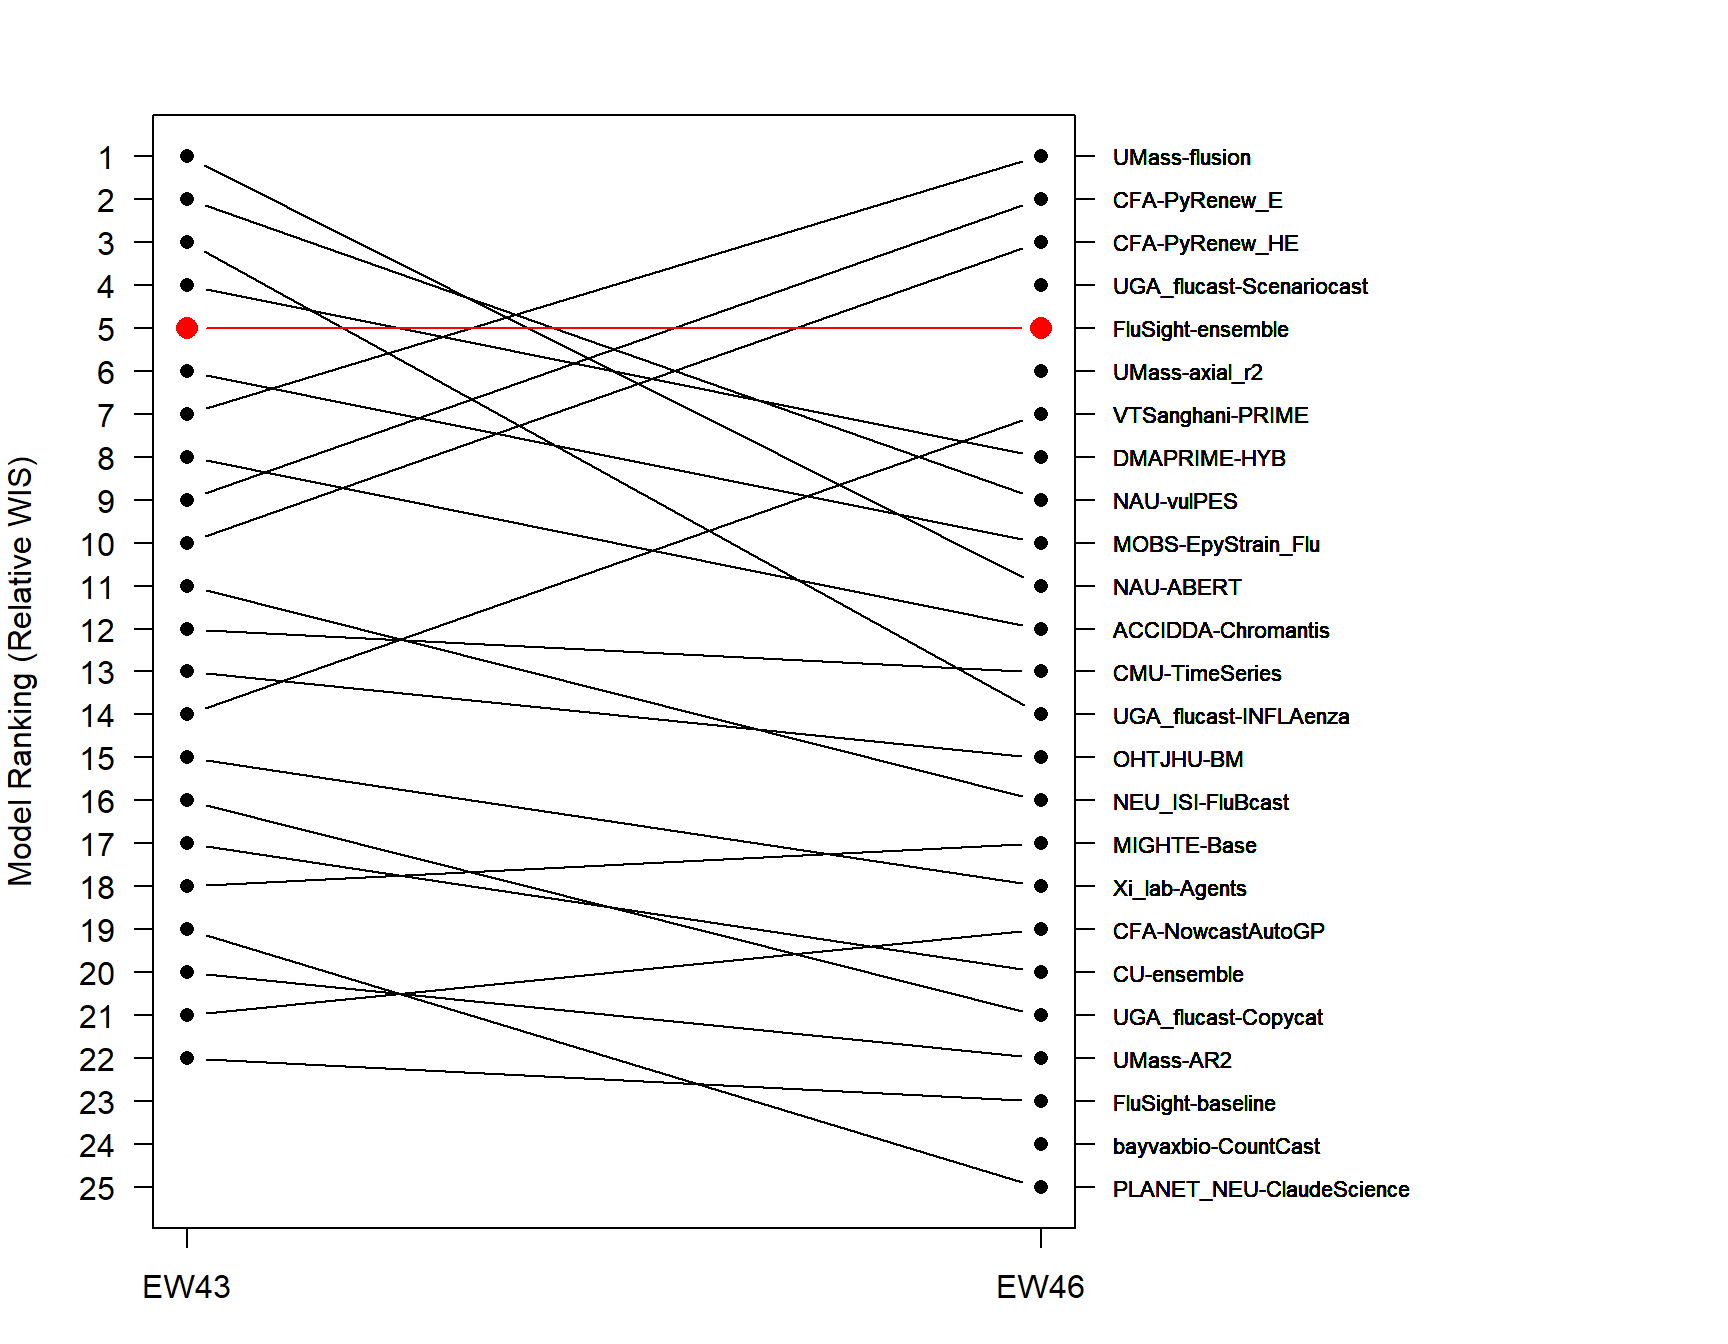 Model Ranking (Relative WIS)
1
2
3
4
5
6
7
8
9
10
11
12
13
14
15
16
17
18
19
20
21
22
23
24
25
UMass-flusion
CFA-PyRenew_E
CFA-PyRenew_HE
UGA_flucast-Scenariocast
FluSight-ensemble
UMass-axial_r2
VTSanghani-PRIME
DMAPRIME-HYB
NAU-vulPES
MOBS-EpyStrain_Flu
NAU-ABERT
ACCIDDA-Chromantis
CMU-TimeSeries
UGA_flucast-INFLAenza
OHTJHU-BM
NEU_ISI-FluBcast
MIGHTE-Base
Xi_lab-Agents
CFA-NowcastAutoGP
CU-ensemble
UGA_flucast-Copycat
UMass-AR2
FluSight-baseline
bayvaxbio-CountCast
PLANET_NEU-ClaudeScience
EW43
EW46